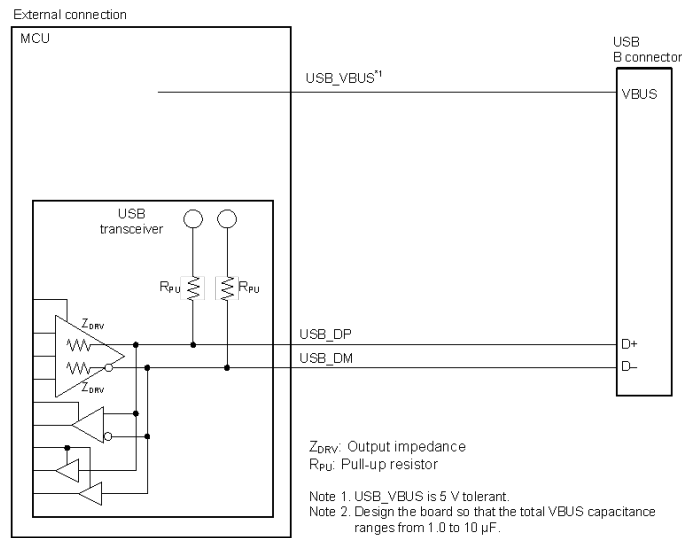 External connection
MCU
USB
B connector
USB_VBUS*1
VBUS
USB
transceiver
RPU
RPU
ZDRV
USB_DP
D+
USB_DM
D–
ZDRV
ZDRV: Output impedance
RPU: Pull-up resistor
Note 1. USB_VBUS is 5 V tolerant.
Note 2. Design the board so that the total VBUS capacitance
ranges from 1.0 to 10 µF.